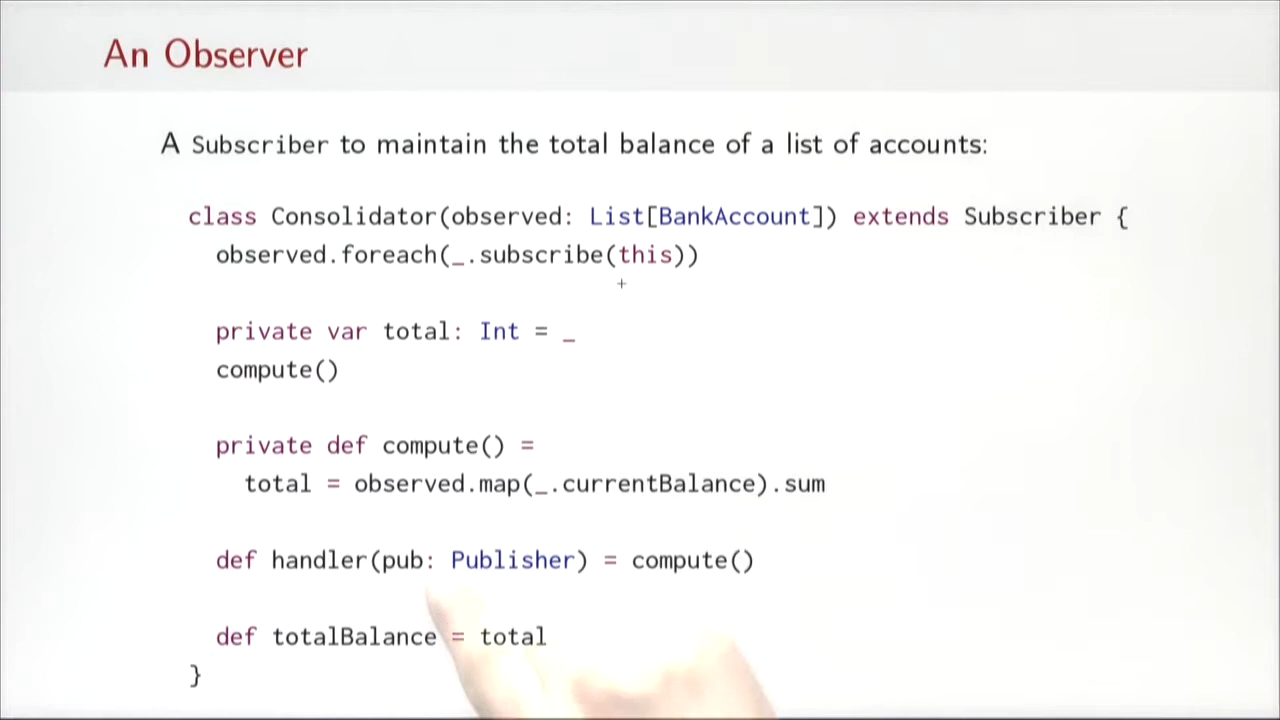 An Observer
A Subscriber to maintain the total balance of a list of accounts:
class Consolidator(observed: List[BankAccount]) extends Subscriber {
observed.foreach(_.subscribe(this))
private var total: Int = _
compute()
private def compute() =
total = observed.map(_.currentBalance).sum
def handler(pub: Publisher) = compute()
def totalBalance = total
}